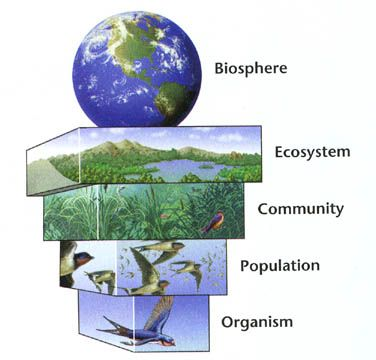 Biosphere
Ecosystem
Community
Population
Organism